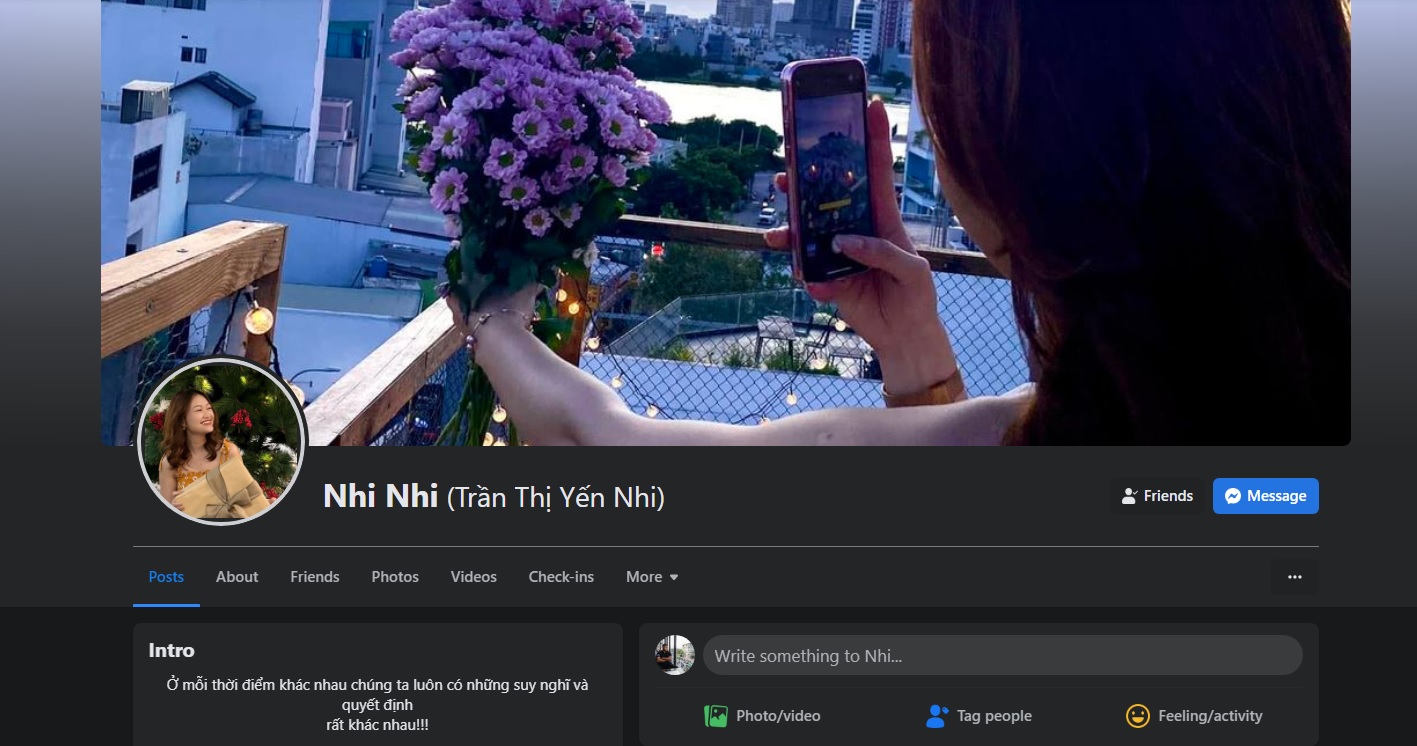 Nhi Nhi (Trần Thị Yến Nhi)
Friends
Message
Posts
About
Friends
Photos
Videos
Check-ins
More
Intro
Ở mỗi thời điểm khác nhau chúng ta luôn có những suy nghĩ và
quyết định
rất khác nhau!!!
Write something to Nhi...
Photo/video
Tag people
Feeling/activity